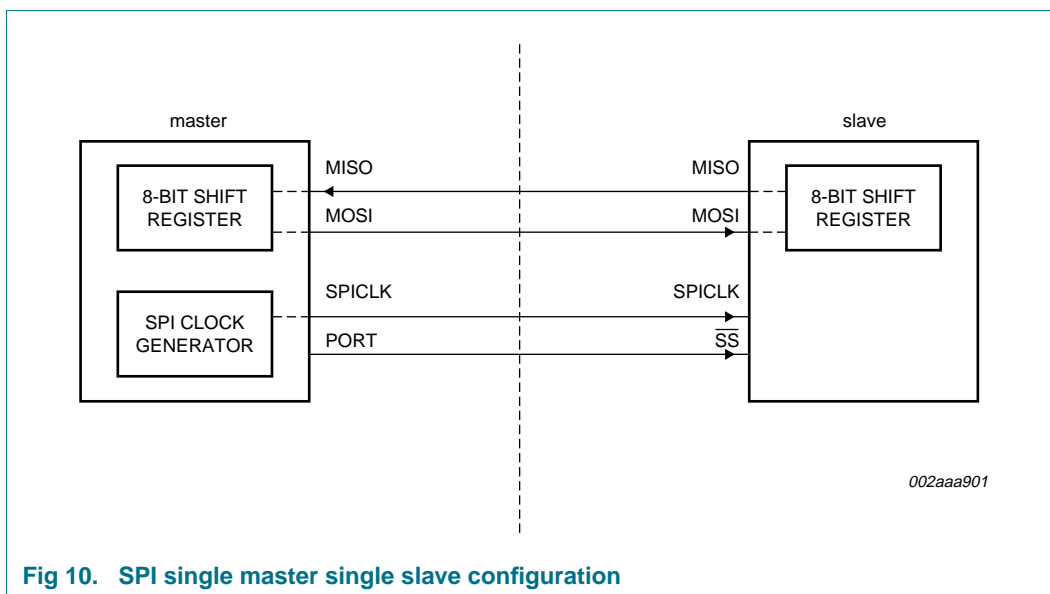 master
slave
MISO
MISO
8-BIT SHIFT
REGISTER
8-BIT SHIFT
REGISTER
MOSI
MOSI
SPICLK
SPICLK
SPI CLOCK
GENERATOR
PORT
S̅S̅
002aaa901
Fig 10. SPI single master single slave configuration